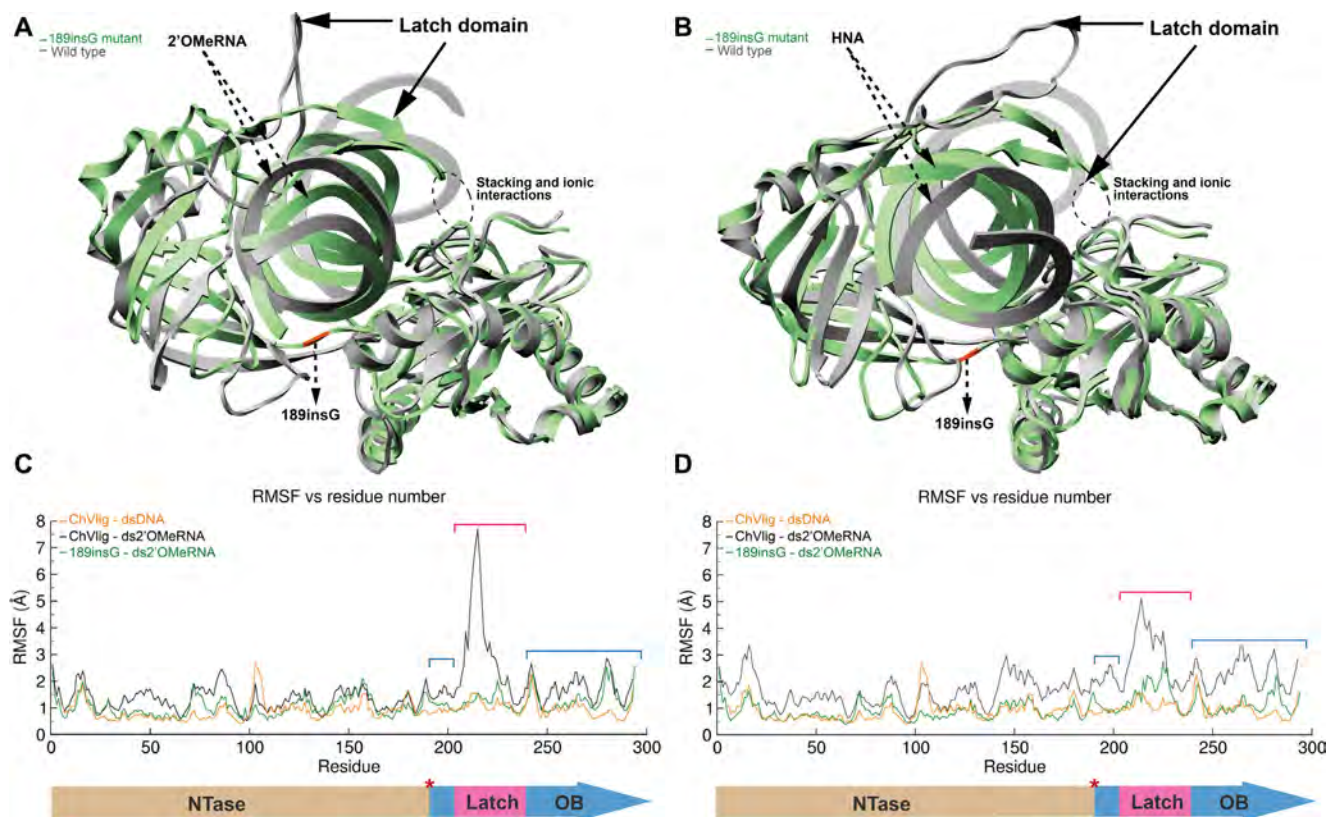 A
–189insG mutant
–Wild type
2'OMeRNA
Latch domain
Stacking and ionic
interactions
189insG
B
–189insG mutant
–Wild type
HNA
Latch domain
Stacking and ionic
interactions
189insG
C
RMSF vs residue number
–ChVlig - dsDNA
–ChVlig - ds2'OMeRNA
–189insG - ds2'OMeRNA
8
7
6
5
4
3
2
1
0
RMSF (Å)
0 50 100 150 200 250 300
Residue
*
NTase Latch OB
D
RMSF vs residue number
–ChVlig - dsDNA
–ChVlig - ds2'OMeRNA
–189insG - ds2'OMeRNA
8
7
6
5
4
3
2
1
0
RMSF (Å)
0 50 100 150 200 250 300
Residue
*
NTase Latch OB